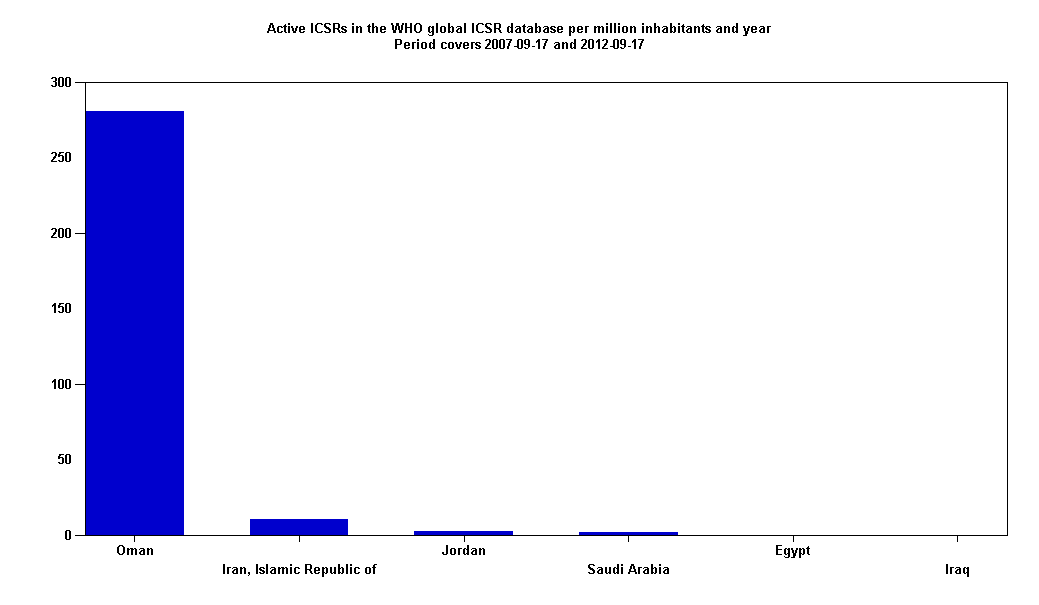 Active ICSRs in the WHO global ICSR database per million inhabitants and year
Period covers 2007-09-17 and 2012-09-17
300
250
200
150
100
50
0
Oman
Jordan
Egypt
Iran, Islamic Republic of
Saudi Arabia
Iraq